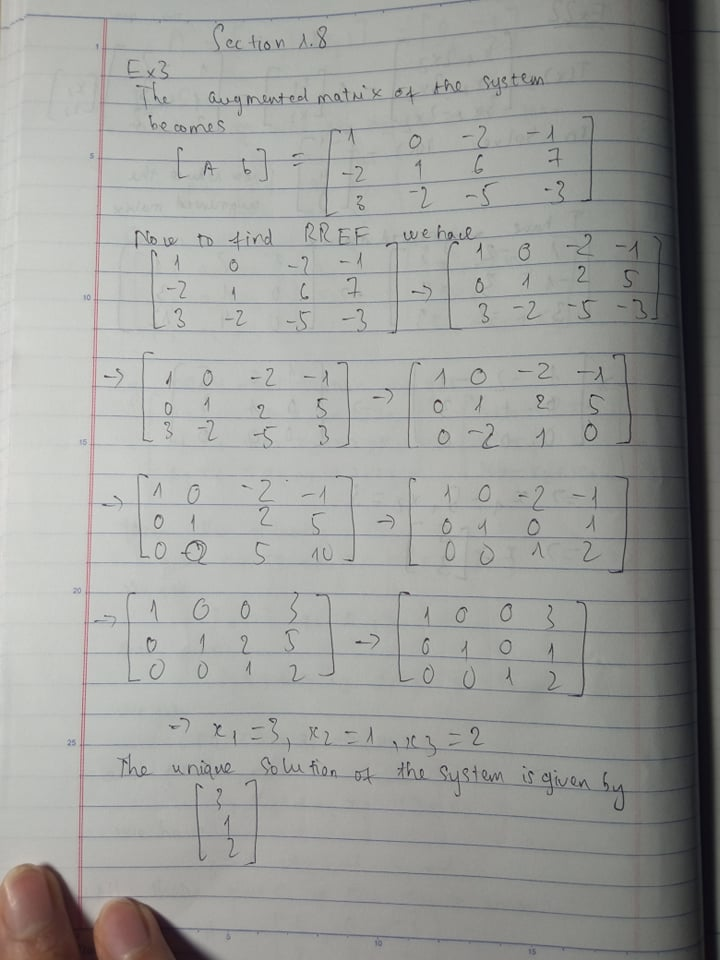 Section 1.8
Ex3
The augmented matrix of the system
becomes
[A b] = [1 0 -2 -1
-2 1 6 7
3 -2 -5 -3]
Now to find RREF we have
[1 0 -2 -1
-2 1 6 7
3 -2 -5 -3] → [1 0 -2 -1
0 1 2 5
3 -2 -5 -3]
→ [1 0 -2 -1
0 1 2 5
3 -2 -5 3] → [1 0 -2 -1
0 1 2 5
0 -2 1 0]
→ [1 0 -2 -1
0 1 2 5
0 0 5 10] → [1 0 -2 -1
0 1 0 1
0 0 1 2]
→ [1 0 0 3
0 1 2 5
0 0 1 2] → [1 0 0 3
0 1 0 1
0 0 1 2]
→ x₁ = 3, x₂ = 1, x₃ = 2
The unique solution of the system is given by
[3
1
2]